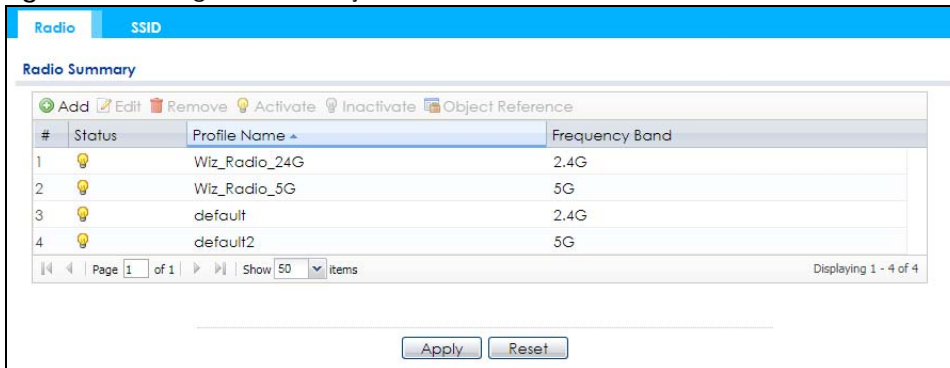 Radio SSID
Radio Summary
Add Edit Remove Activate Inactivate Object Reference
# Status Profile Name Frequency Band
1 Wiz_Radio_24G 2.4G
2 Wiz_Radio_5G 5G
3 default 2.4G
4 default2 5G
Page 1 of 1 Show 50 items Displaying 1 - 4 of 4
Apply Reset